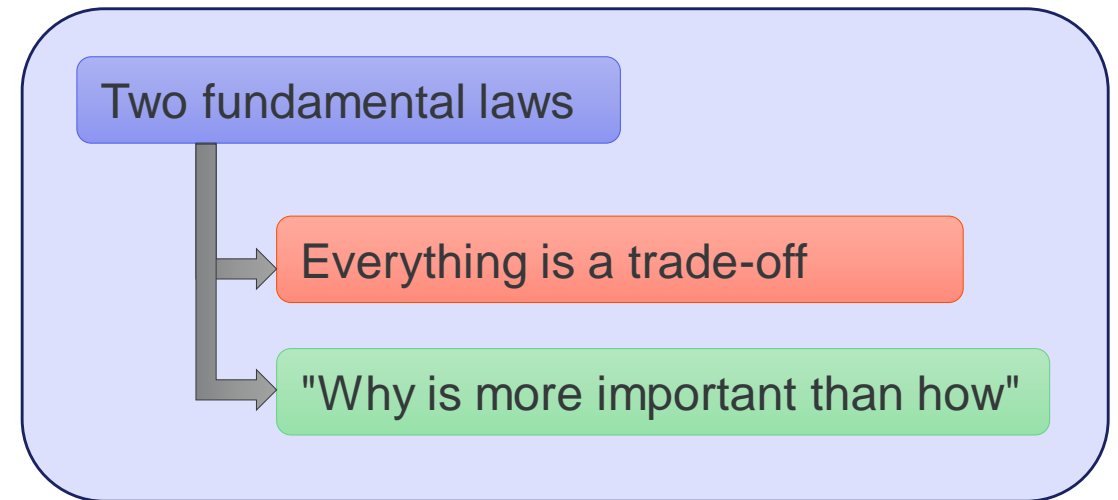 Two fundamental laws
Everything is a trade-off
"Why is more important than how"